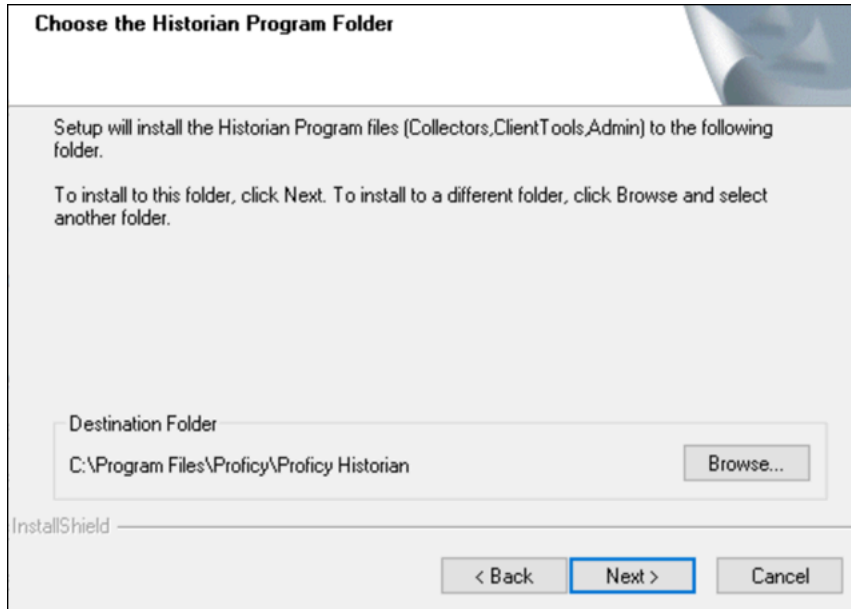 Choose the Historian Program Folder
Setup will install the Historian Program files (Collectors,ClientTools,Admin) to the following
folder.
To install to this folder, click Next. To install to a different folder, click Browse and select
another folder.
Destination Folder
C:\Program Files\Proficy\Proficy Historian
Browse...
InstallShield
< Back
Next >
Cancel